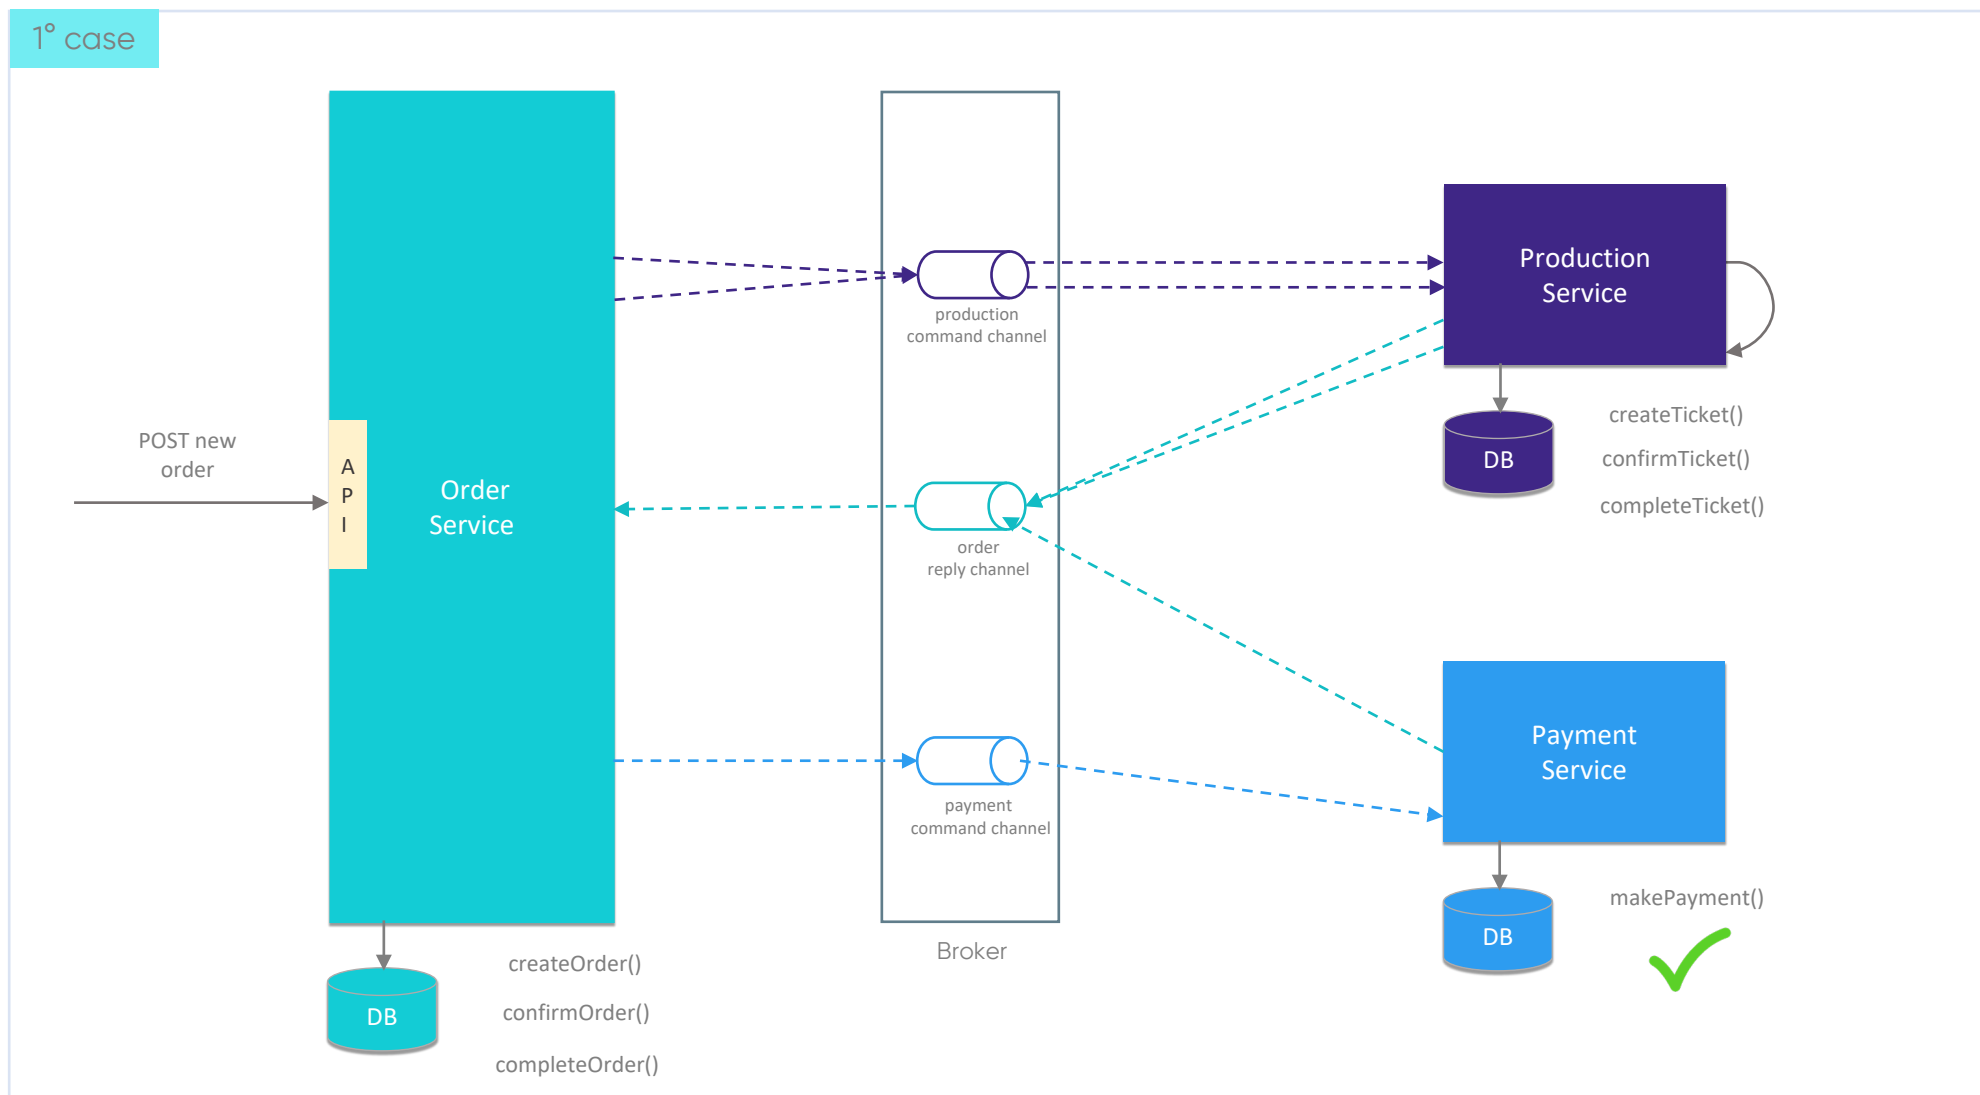 1° case
POST new
order
A
P
I
Order
Service
DB
createOrder()
confirmOrder()
completeOrder()
production
command channel
order
reply channel
payment
command channel
Broker
Production
Service
DB
createTicket()
confirmTicket()
completeTicket()
Payment
Service
DB
makePayment()